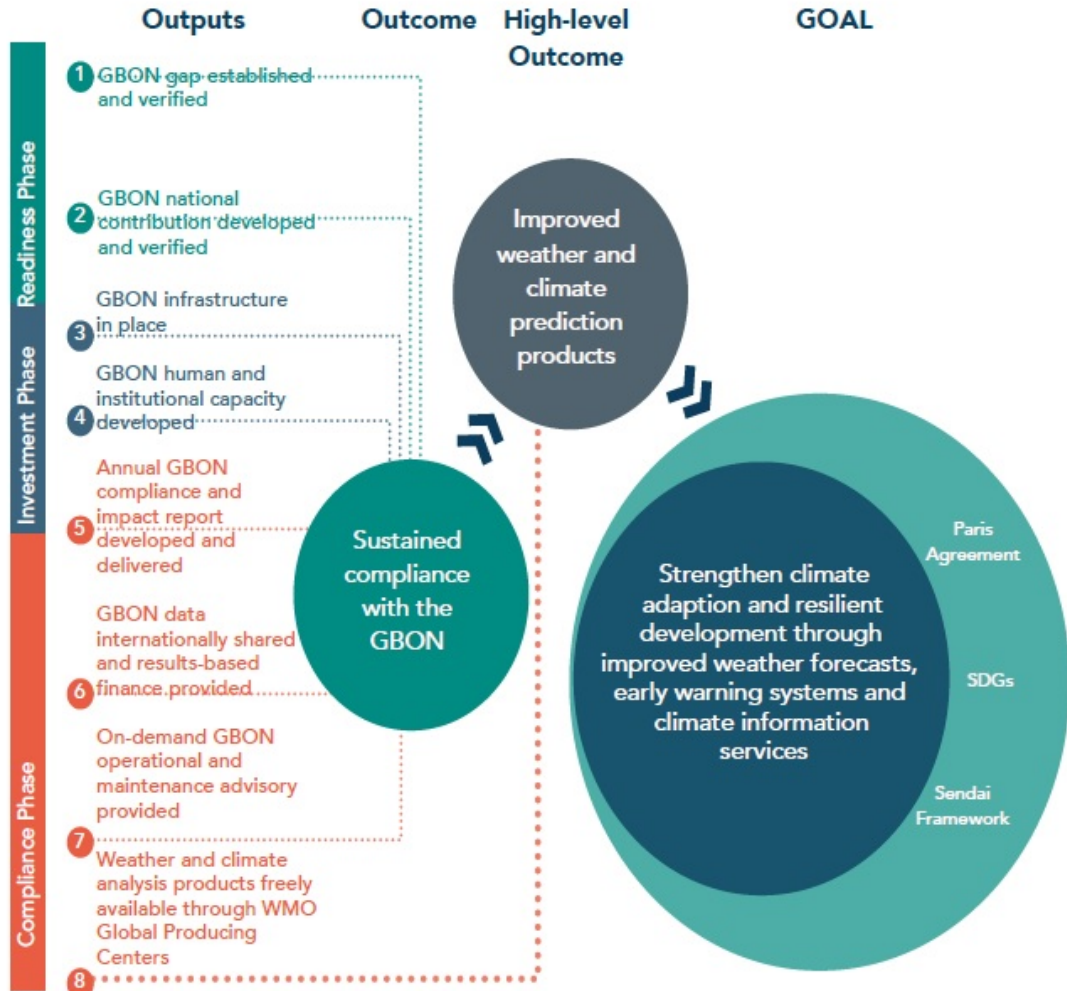 Outputs
Outcome
High-level
Outcome
GOAL
Readiness Phase
1
GBON gap established
and verified
2
GBON national
contribution developed
and verified
Investment Phase
3
GBON infrastructure
in place
4
GBON human and
institutional capacity
developed
Compliance Phase
5
Annual GBON
compliance and
impact report
developed and
delivered
6
GBON data
internationally shared
and results-based
finance provided
7
On-demand GBON
operational and
maintenance advisory
provided
8
Weather and climate
analysis products freely
available through WMO
Global Producing
Centers
Sustained
compliance
with the
GBON
Improved
weather and
climate
prediction
products
Strengthen climate
adaption and resilient
development through
improved weather forecasts,
early warning systems and
climate information
services
Paris
Agreement
SDGs
Sendai
Framework